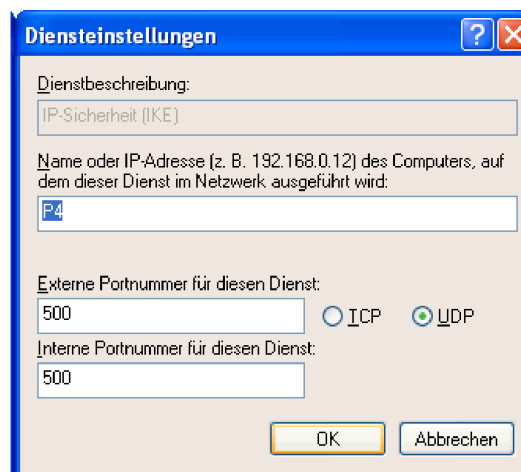 Diensteinstellungen
Dienstbeschreibung:
IP-Sicherheit (IKE)
Name oder IP-Adresse (z. B. 192.168.0.12) des Computers, auf
dem dieser Dienst im Netzwerk ausgeführt wird:
P4
Externe Portnummer für diesen Dienst:
500
TCP
UDP
Interne Portnummer für diesen Dienst:
500
OK
Abbrechen